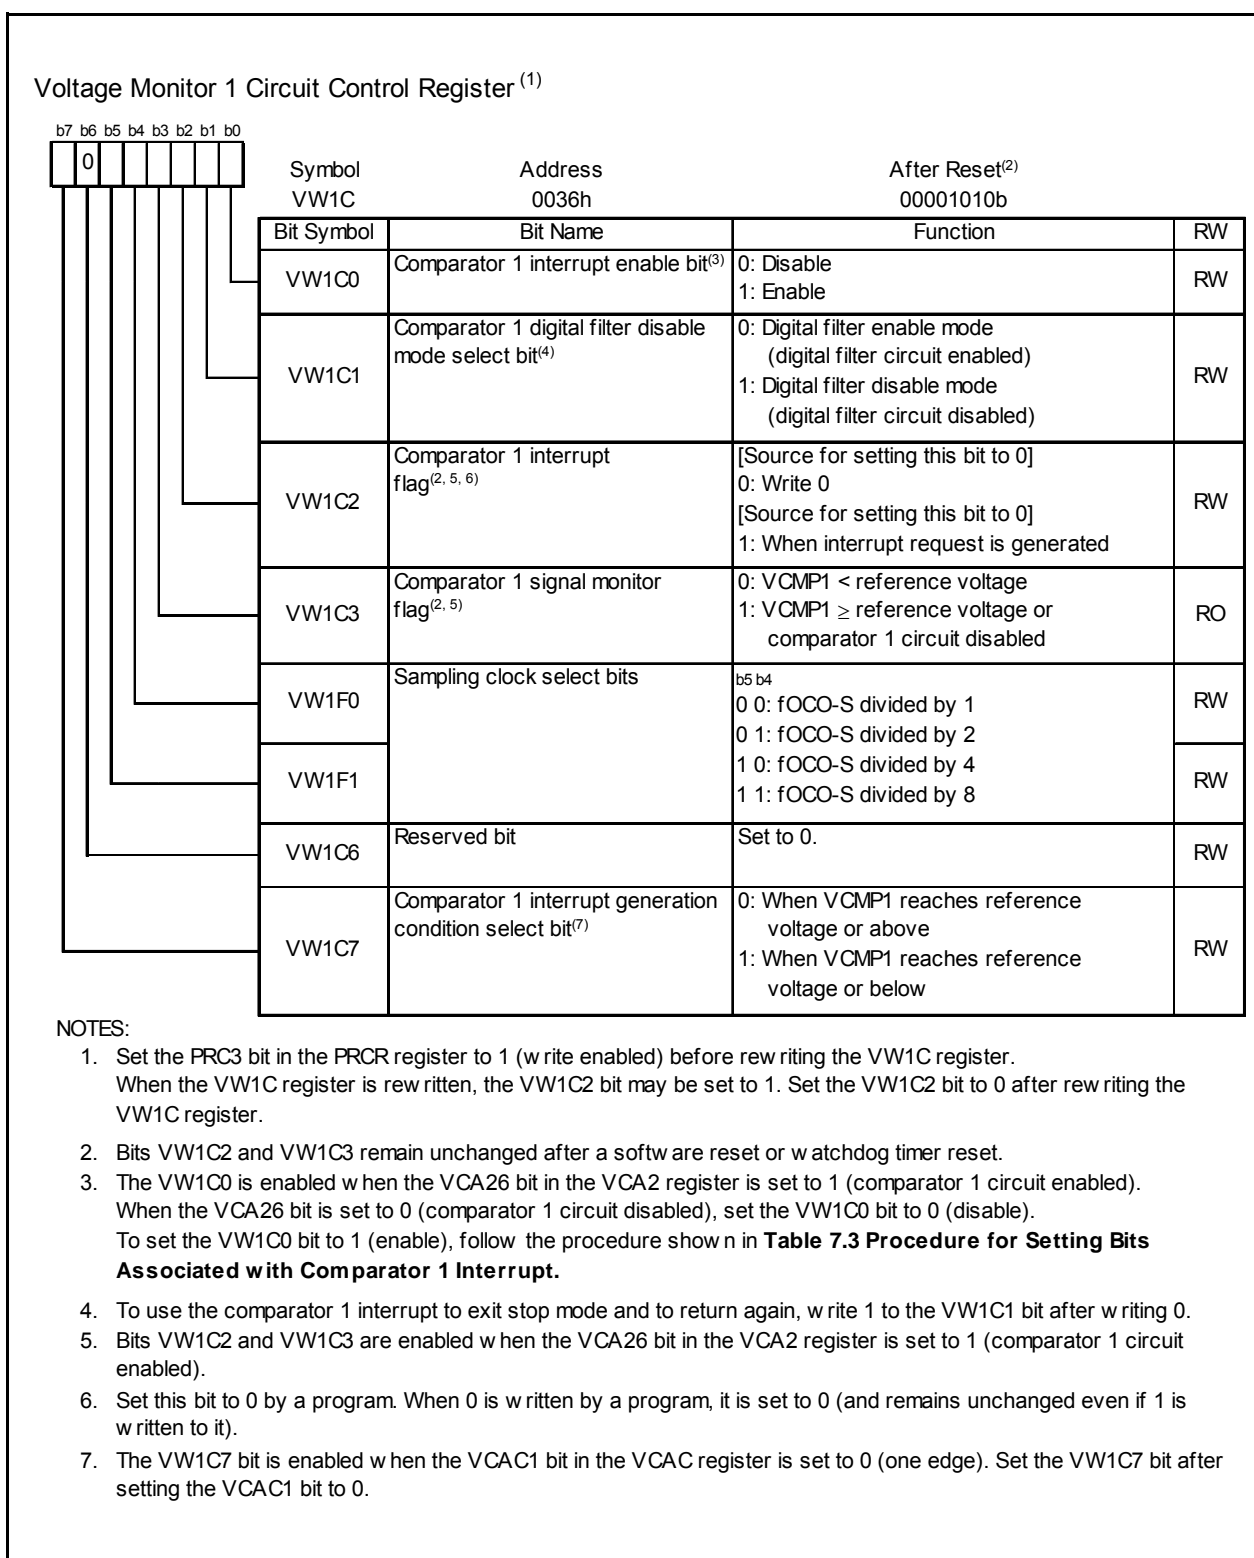 Voltage Monitor 1 Circuit Control Register (1)
b7 b6 b5 b4 b3 b2 b1 b0
0
Symbol Address After Reset(2)
VW1C 0036h 00001010b
Bit Symbol Bit Name Function RW
VW1C0 Comparator 1 interrupt enable bit(3) 0: Disable RW
1: Enable
VW1C1 Comparator 1 digital filter disable 0: Digital filter enable mode RW
mode select bit(4) (digital filter circuit enabled)
1: Digital filter disable mode
(digital filter circuit disabled)
VW1C2 Comparator 1 interrupt [Source for setting this bit to 0] RW
flag(2, 5, 6) 0: Write 0
[Source for setting this bit to 0]
1: When interrupt request is generated
VW1C3 Comparator 1 signal monitor 0: VCMP1 < reference voltage RO
flag(2, 5) 1: VCMP1 ≥ reference voltage or
comparator 1 circuit disabled
VW1F0 Sampling clock select bits b5 b4 RW
0 0: fOCO-S divided by 1
0 1: fOCO-S divided by 2
VW1F1 1 0: fOCO-S divided by 4 RW
1 1: fOCO-S divided by 8
VW1C6 Reserved bit Set to 0. RW
VW1C7 Comparator 1 interrupt generation 0: When VCMP1 reaches reference RW
condition select bit(7) voltage or above
1: When VCMP1 reaches reference
voltage or below
NOTES:
1. Set the PRC3 bit in the PRCR register to 1 (write enabled) before rewriting the VW1C register.
When the VW1C register is rewritten, the VW1C2 bit may be set to 1. Set the VW1C2 bit to 0 after rewriting the
VW1C register.
2. Bits VW1C2 and VW1C3 remain unchanged after a software reset or watchdog timer reset.
3. The VW1C0 is enabled when the VCA26 bit in the VCA2 register is set to 1 (comparator 1 circuit enabled).
When the VCA26 bit is set to 0 (comparator 1 circuit disabled), set the VW1C0 bit to 0 (disable).
To set the VW1C0 bit to 1 (enable), follow the procedure shown in Table 7.3 Procedure for Setting Bits
Associated with Comparator 1 Interrupt.
4. To use the comparator 1 interrupt to exit stop mode and to return again, write 1 to the VW1C1 bit after writing 0.
5. Bits VW1C2 and VW1C3 are enabled when the VCA26 bit in the VCA2 register is set to 1 (comparator 1 circuit
enabled).
6. Set this bit to 0 by a program. When 0 is written by a program, it is set to 0 (and remains unchanged even if 1 is
written to it).
7. The VW1C7 bit is enabled when the VCAC1 bit in the VCAC register is set to 0 (one edge). Set the VW1C7 bit after
setting the VCAC1 bit to 0.